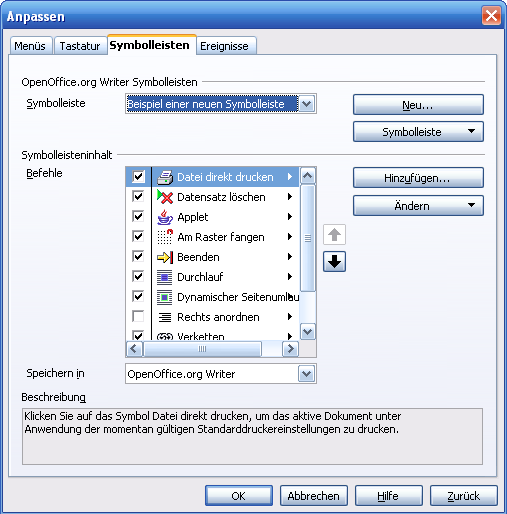 Anpassen
Menüs Tastatur Symbolleisten Ereignisse
OpenOffice.org Writer Symbolleisten
Symbolleiste Beispiel einer neuen Symbolleiste Neu...
Symbolleiste
Symbolleisteninhalt
Befehle Datei direkt drucken Hinzufügen...
Datensatz löschen
Applet Ändern
Am Raster fangen
Beenden
Durchlauf
Dynamischer Seitenumlau
Rechts anordnen
Verketten
Speichern in OpenOffice.org Writer
Beschreibung
Klicken Sie auf das Symbol Datei direkt drucken, um das aktive Dokument unter
Anwendung der momentan gültigen Standarddruckereinstellungen zu drucken.
OK Abbrechen Hilfe Zurück